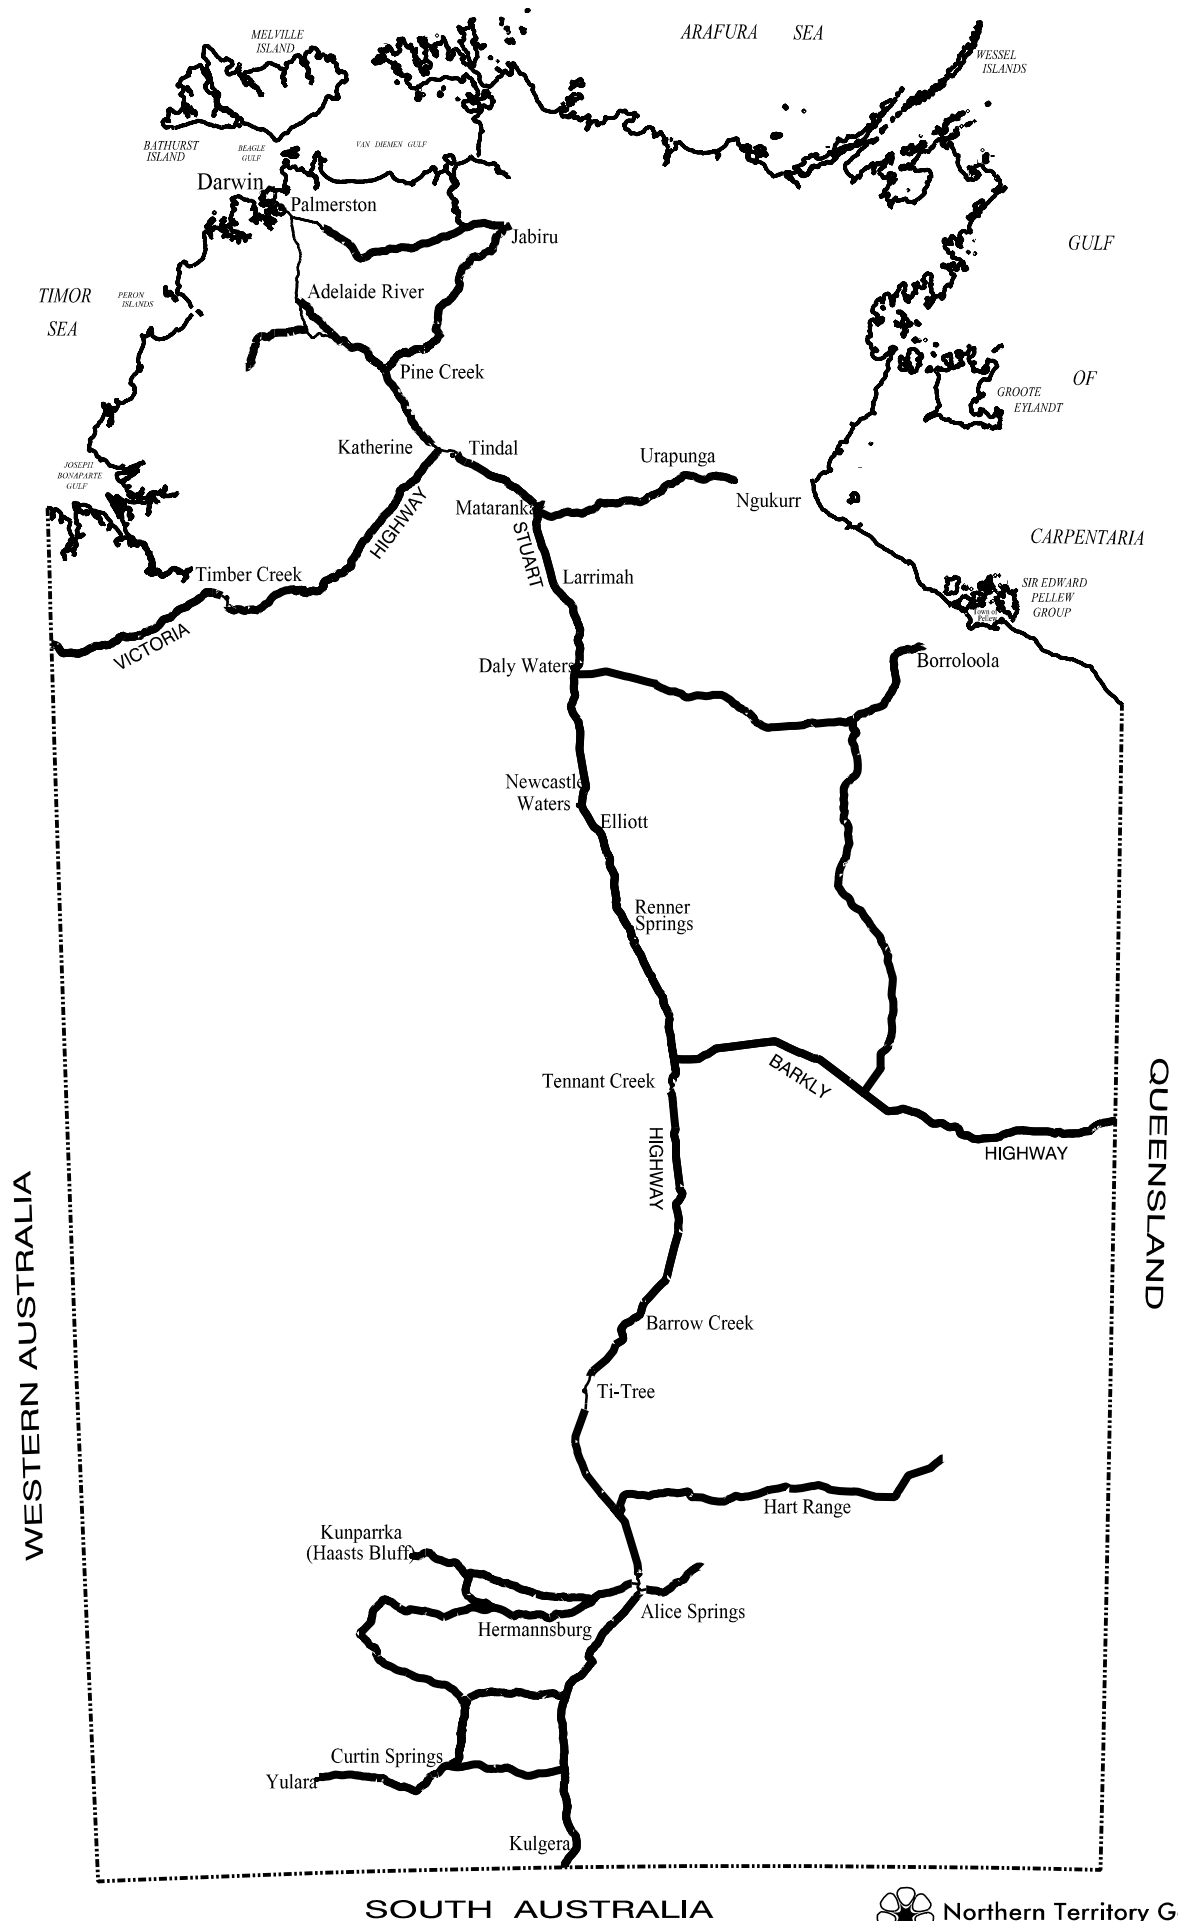 ARAFURA SEA
MELVILLE
ISLAND
WESSEL
ISLANDS
BATHURST
ISLAND
BEAGLE
GULF
VAN DIEMEN GULF
Darwin
Palmerston
Jabiru
GULF
TIMOR
SEA
PERON
ISLANDS
Adelaide River
Pine Creek
OF
GROOTE
EYLANDT
Katherine
Tindal
Urapunga
JOSEPH
BONAPARTE
GULF
Ngukurr
HIGHWAY
Mataranka
STUART
CARPENTARIA
Timber Creek
Larrimah
SIR EDWARD
PELLEW
GROUP
Town of
Pellew
VICTORIA
Daly Waters
Borroloola
Newcastle
Waters
Elliott
Renner
Springs
Tennant Creek
BARKLY
HIGHWAY
HIGHWAY
QUEENSLAND
WESTERN AUSTRALIA
Barrow Creek
Ti-Tree
Hart Range
Kunparrka
(Haasts Bluff)
Alice Springs
Hermannsburg
Curtin Springs
Yulara
Kulgera
SOUTH AUSTRALIA
Northern Territory G